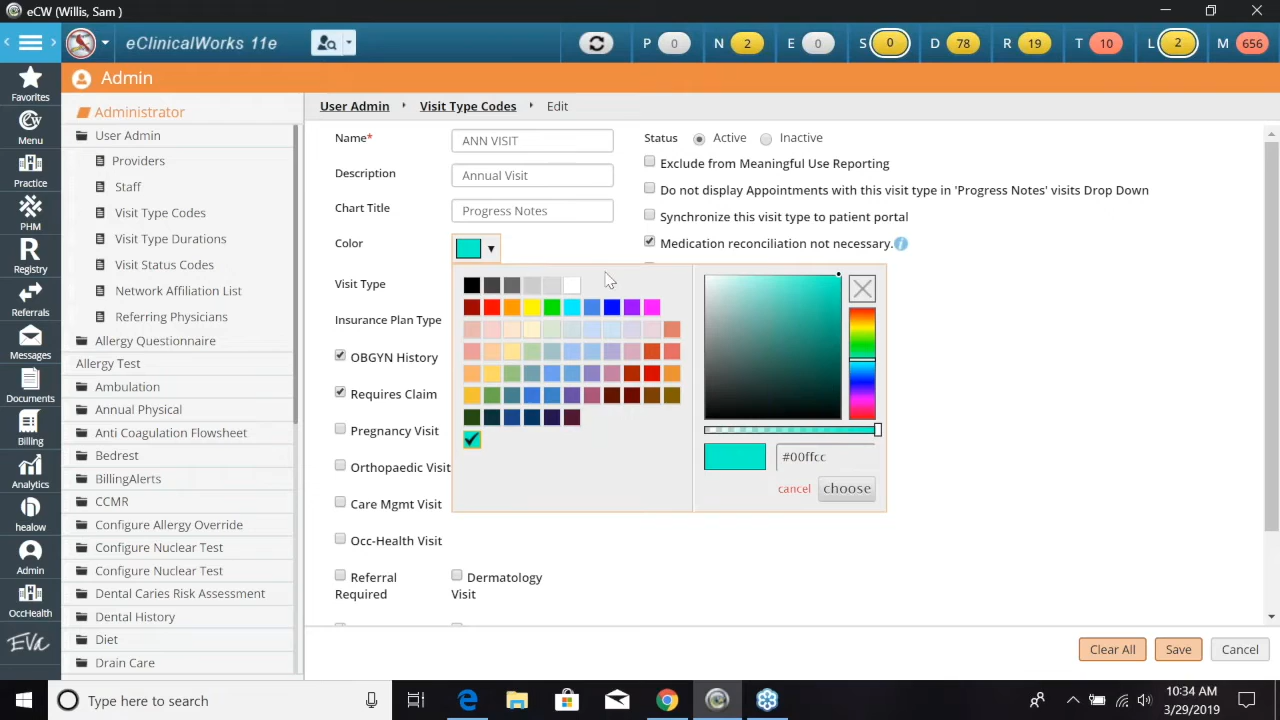 eCW (Willis, Sam )
eClinicalWorks 11e
P 0 N 2 E 0 S 0 D 78 R 19 T 10 L 2 M 656
Admin
Favorites
Menu
Practice
PHM
R
Registry
Referrals
Messages
Documents
Billing
Analytics
healow
Admin
OccHealth
EVA
Administrator
User Admin
Providers
Staff
Visit Type Codes
Visit Type Durations
Visit Status Codes
Network Affiliation List
Referring Physicians
Allergy Questionnaire
Allergy Test
Ambulation
Annual Physical
Anti Coagulation Flowsheet
Bedrest
BillingAlerts
CCMR
Configure Allergy Override
Configure Nuclear Test
Configure Nuclear Test
Dental Caries Risk Assessment
Dental History
Diet
Drain Care
User Admin Visit Type Codes Edit
Name* ANN VISIT
Description Annual Visit
Chart Title Progress Notes
Color
Visit Type
Insurance Plan Type
OBGYN History
Requires Claim
Pregnancy Visit
Orthopaedic Visit
Care Mgmt Visit
Occ-Health Visit
Referral Required
Dermatology Visit
Status Active Inactive
Exclude from Meaningful Use Reporting
Do not display Appointments with this visit type in 'Progress Notes' visits Drop Down
Synchronize this visit type to patient portal
Medication reconciliation not necessary. i
#00ffcc
cancel choose
Clear All Save Cancel
Type here to search
10:34 AM
3/29/2019